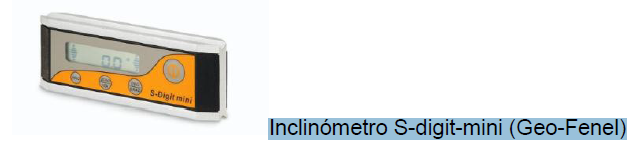 0.0 °
S-Digit mini
Inclinómetro S-digit-mini (Geo-Fenel)